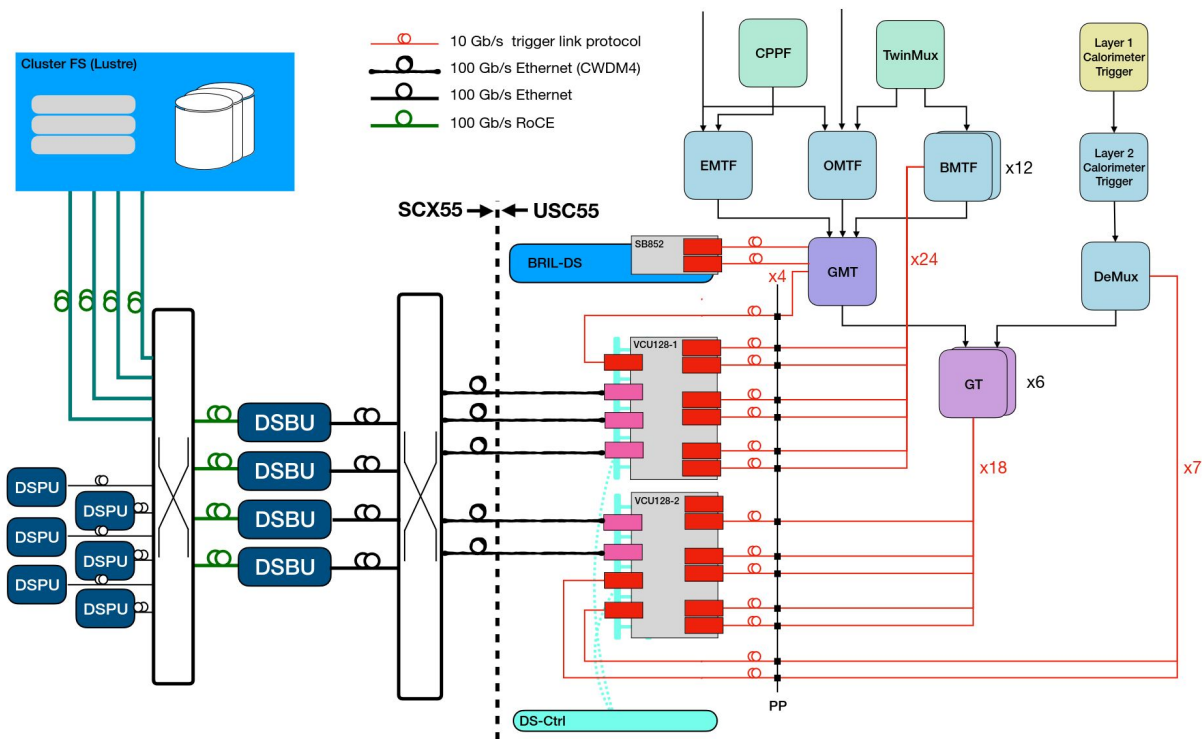 Cluster FS (Lustre)
10 Gb/s trigger link protocol
100 Gb/s Ethernet (CWDM4)
100 Gb/s Ethernet
100 Gb/s RoCE
CPPF
TwinMux
Layer 1
Calorimeter
Trigger
EMTF
OMTF
BMTF
x12
Layer 2
Calorimeter
Trigger
SCX55
USC55
SB852
BRIL-DS
GMT
x4
x24
DeMux
VCU128-1
GT
x6
DSBU
DSBU
DSBU
DSBU
x18
x7
DSPU
DSPU
DSPU
DSPU
DSPU
DSPU
VCU128-2
PP
DS-Ctrl